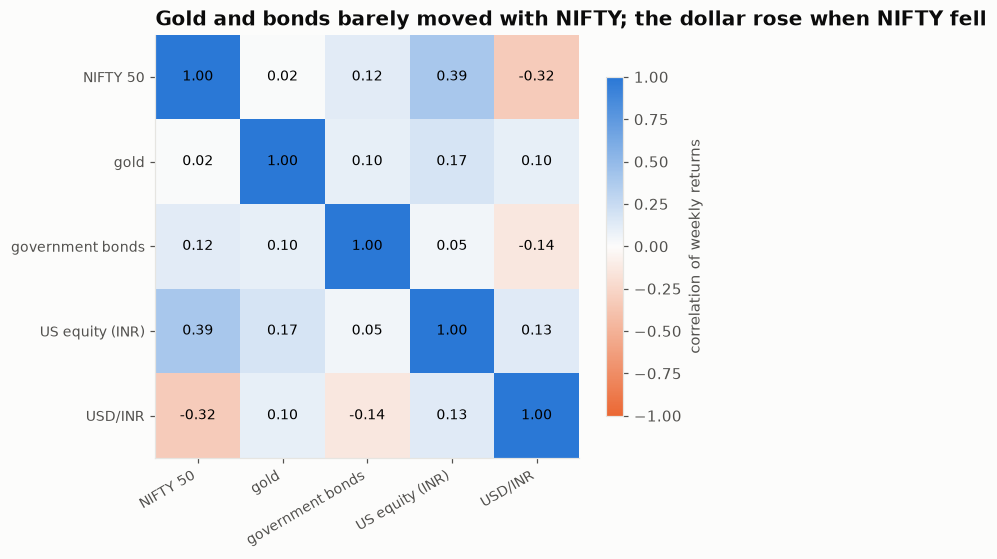 Gold and bonds barely moved with NIFTY; the dollar rose when NIFTY fell
NIFTY 50 1.00 0.02 0.12 0.39 -0.32
gold 0.02 1.00 0.10 0.17 0.10
government bonds 0.12 0.10 1.00 0.05 -0.14
US equity (INR) 0.39 0.17 0.05 1.00 0.13
USD/INR -0.32 0.10 -0.14 0.13 1.00
NIFTY 50 gold government bonds US equity (INR) USD/INR
1.00
0.75
0.50
0.25
0.00
−0.25
−0.50
−0.75
−1.00
correlation of weekly returns